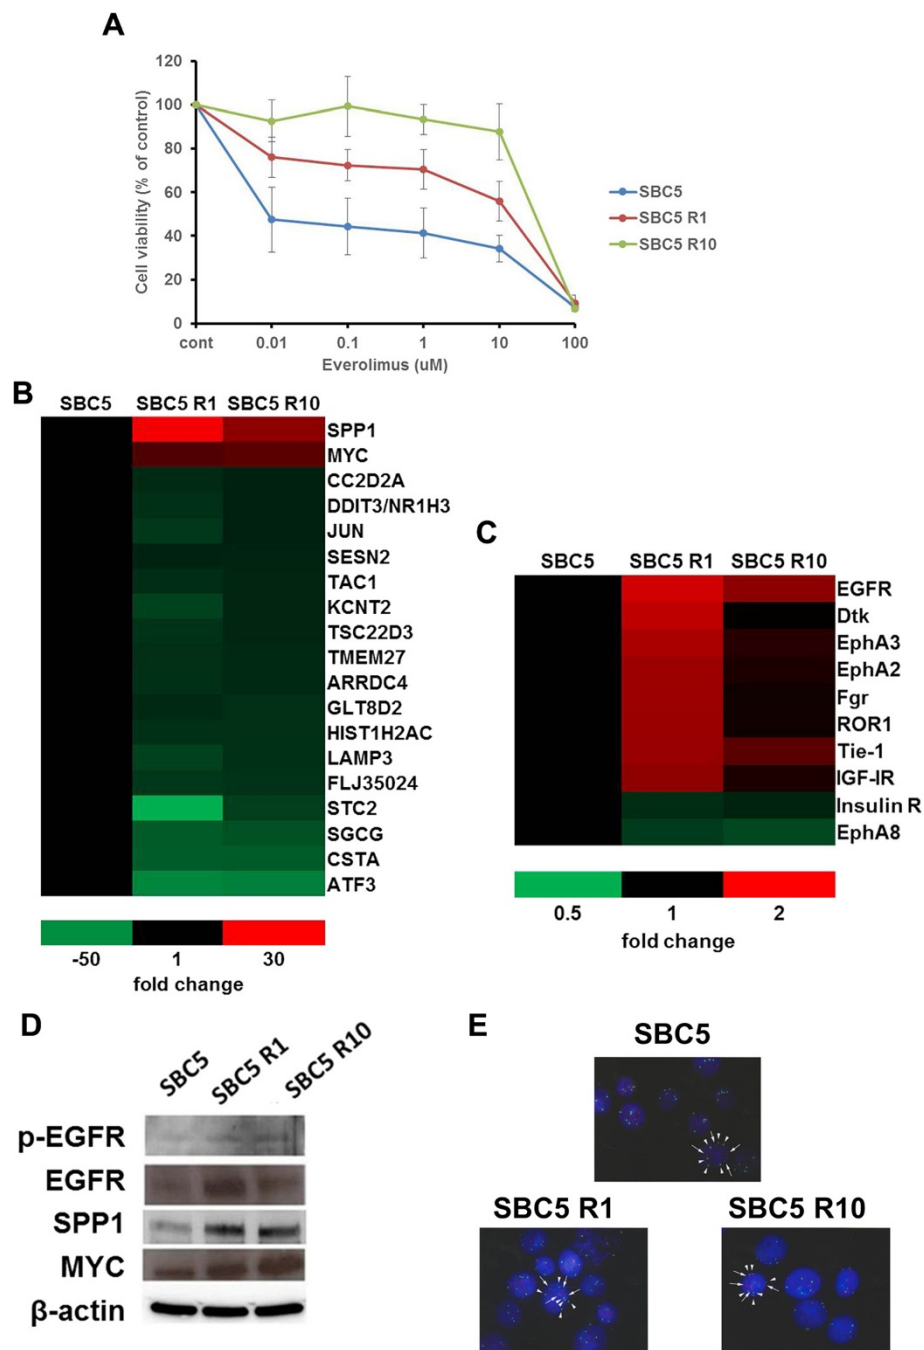 A
120
100
80
60
40
20
0
Cell viability (% of control)
cont 0.01 0.1 1 10 100
Everolimus (uM)
SBC5
SBC5 R1
SBC5 R10
B
SBC5 SBC5 R1 SBC5 R10
SPP1
MYC
CC2D2A
DDIT3/NR1H3
JUN
SESN2
TAC1
KCNT2
TSC22D3
TMEM27
ARRDC4
GLT8D2
HIST1H2AC
LAMP3
FLJ35024
STC2
SGCG
CSTA
ATF3
-50 1 30
fold change
C
SBC5 SBC5 R1 SBC5 R10
EGFR
Dtk
EphA3
EphA2
Fgr
ROR1
Tie-1
IGF-IR
Insulin R
EphA8
0.5 1 2
fold change
D
SBC5 SBC5 R1 SBC5 R10
p-EGFR
EGFR
SPP1
MYC
β-actin
E
SBC5
SBC5 R1 SBC5 R10